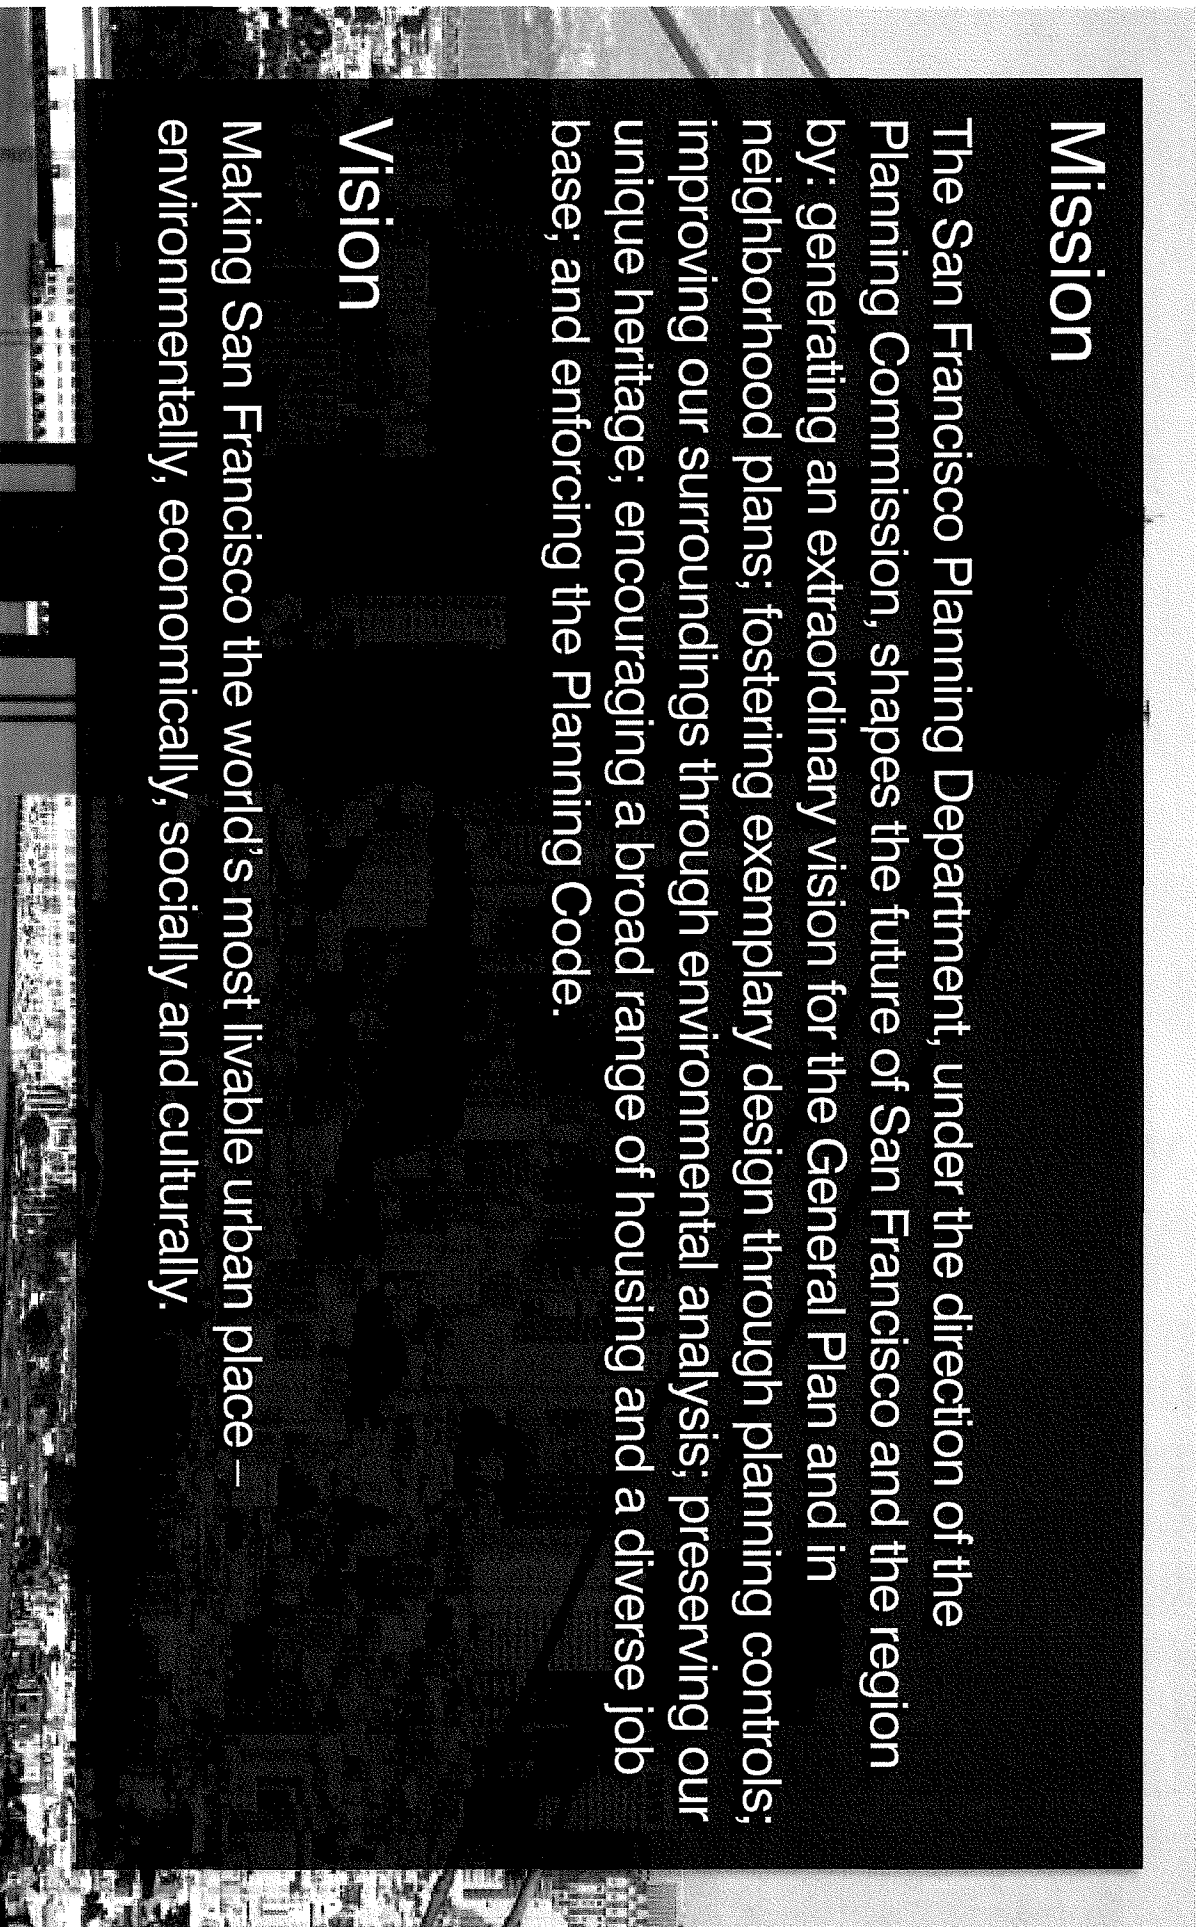 Mission
The San Francisco Planning Department, under the direction of the
Planning Commission, shapes the future of San Francisco and the region
by: generating an extraordinary vision for the General Plan and in
neighborhood plans; fostering exemplary design through planning controls;
improving our surroundings through environmental analysis; preserving our
unique heritage; encouraging a broad range of housing and a diverse job
base; and enforcing the Planning Code.
Vision
Making San Francisco the world's most livable urban place –
environmentally, economically, socially and culturally.